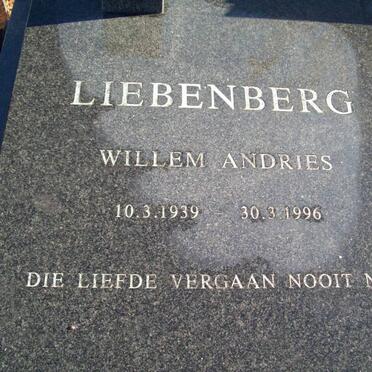 LIEBENBERG
WILLEM ANDRIES
10.3.1939 - 30.3.1996
DIE LIEFDE VERGAAN NOOIT